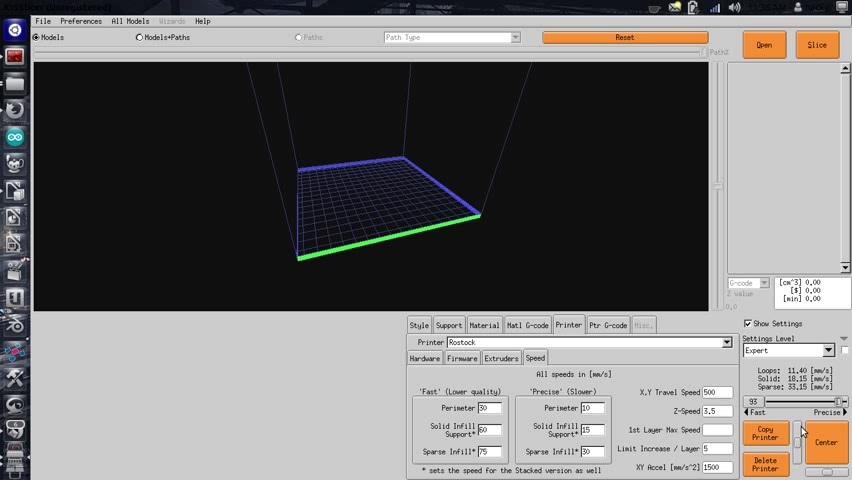 KISSlicer (Unregistered)
File Preferences All Models Wizards Help
Models Models+Paths Paths Path Type Reset Open Slice
Path%
G-code
Z value
0.0
[cm^3] 0.00
[$] 0.00
[min] 0.00
Style Support Material Matl G-code Printer Ptr G-code Misc.
Show Settings
Settings Level
Expert
Printer Rostock
Hardware Firmware Extruders Speed
All speeds in [mm/s]
'Fast' (Lower quality)
Perimeter 30
Solid Infill
Support* 60
Sparse Infill* 75
'Precise' (Slower)
Perimeter 10
Solid Infill
Support* 15
Sparse Infill* 30
* sets the speed for the Stacked version as well
X,Y Travel Speed 500
Z-Speed 3.5
1st Layer Max Speed
Limit Increase / Layer 5
XY Accel [mm/s^2] 1500
Loops: 11.40 [mm/s]
Solid: 18.15 [mm/s]
Sparse: 33.15 [mm/s]
93
Fast Precise
Copy
Printer
Center
Delete
Printer